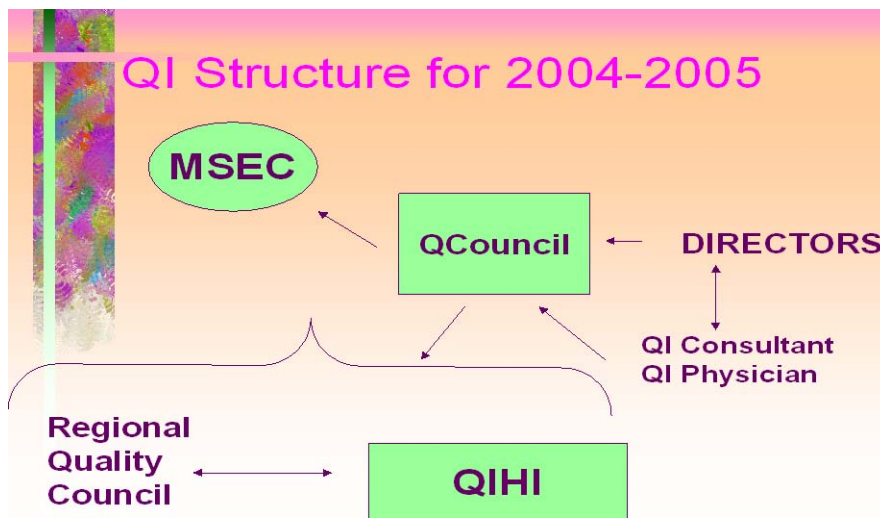 QI Structure for 2004-2005
MSEC
QCouncil
DIRECTORS
QI Consultant
QI Physician
Regional
Quality
Council
QIHI